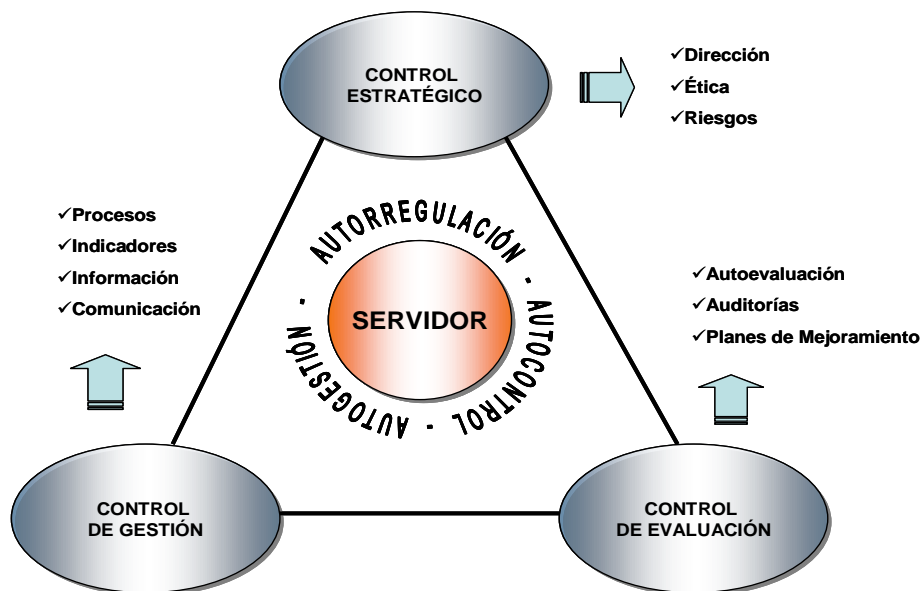 CONTROL
ESTRATÉGICO
✓Dirección
✓Ética
✓Riesgos
✓Procesos
✓Indicadores
✓Información
✓Comunicación
AUTORREGULACIÓN - AUTOCONTROL - AUTOGESTIÓN -
SERVIDOR
✓Autoevaluación
✓Auditorías
✓Planes de Mejoramiento
CONTROL
DE GESTIÓN
CONTROL
DE EVALUACIÓN